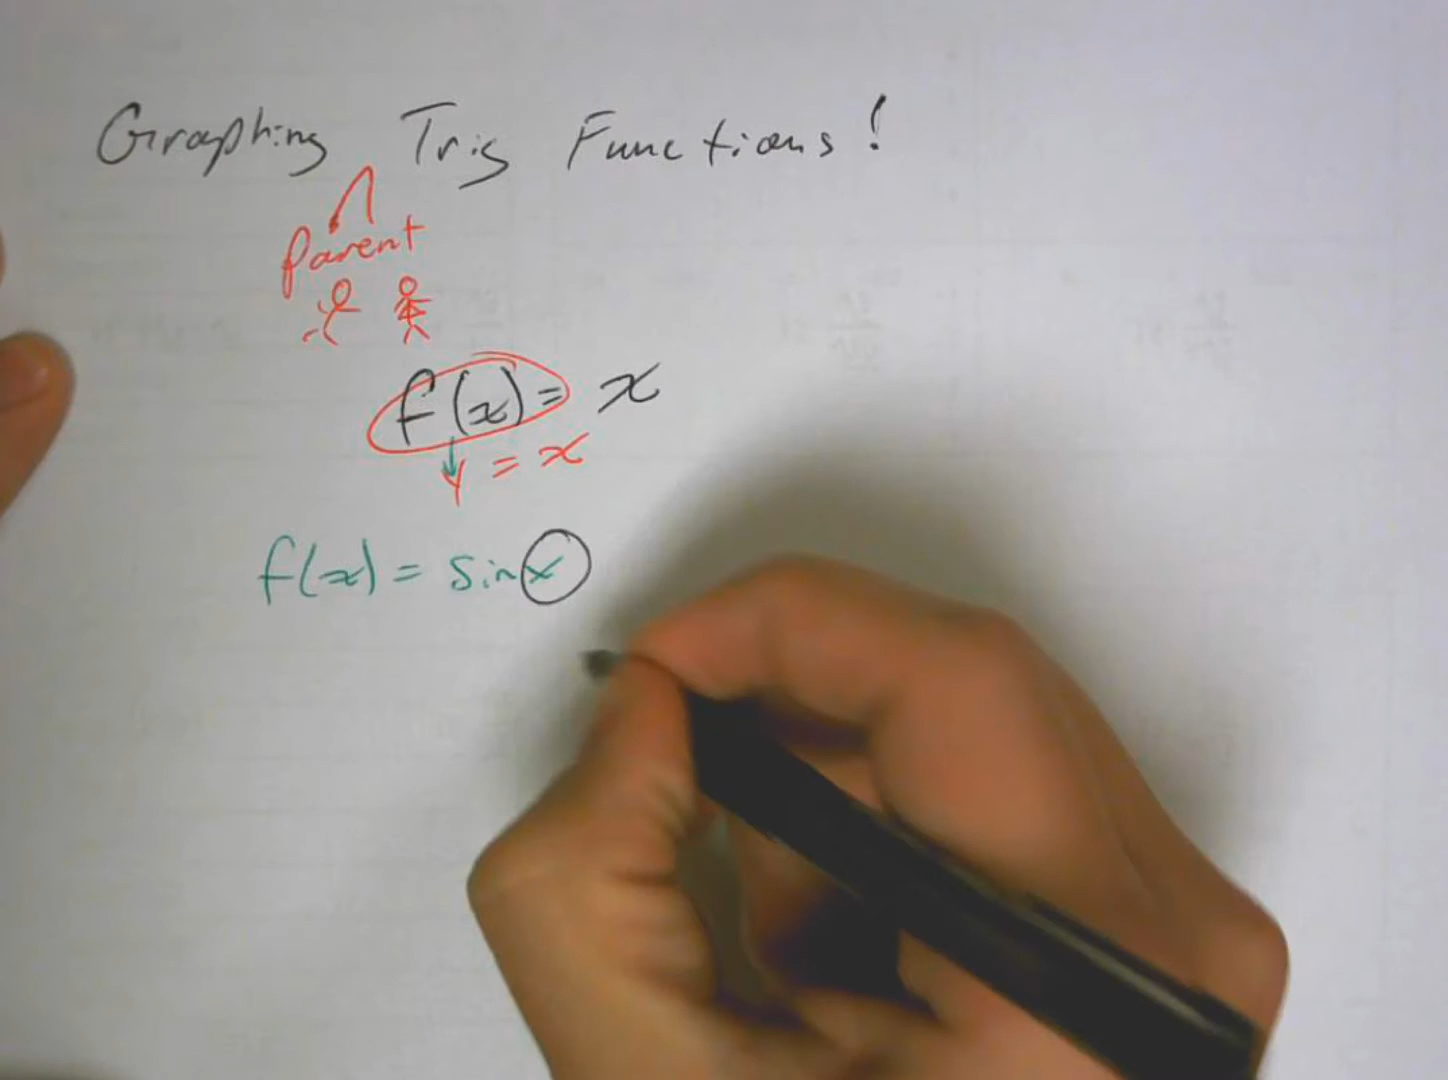 Graphing Trig Functions!
Parent
f(x) = x
y = x
f(x) = sin x